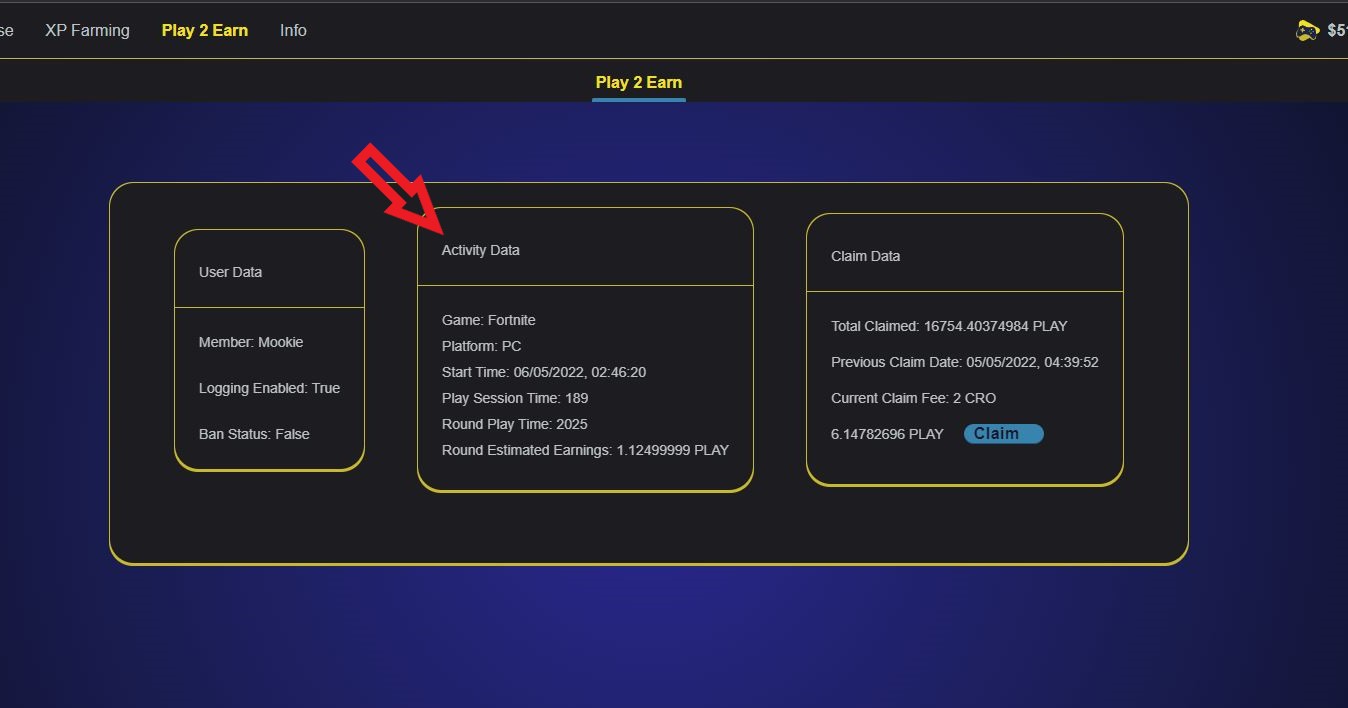 XP Farming
Play 2 Earn
Info
Play 2 Earn
User Data
Member: Mookie
Logging Enabled: True
Ban Status: False
Activity Data
Game: Fortnite
Platform: PC
Start Time: 06/05/2022, 02:46:20
Play Session Time: 189
Round Play Time: 2025
Round Estimated Earnings: 1.12499999 PLAY
Claim Data
Total Claimed: 16754.40374984 PLAY
Previous Claim Date: 05/05/2022, 04:39:52
Current Claim Fee: 2 CRO
6.14782696 PLAY Claim